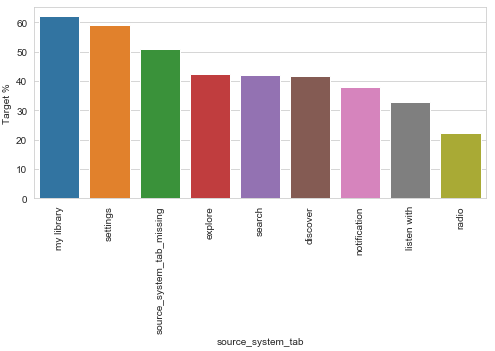 60
50
40
30
20
10
0
Target %
my library
settings
source_system_tab_missing
explore
search
discover
notification
listen with
radio
source_system_tab